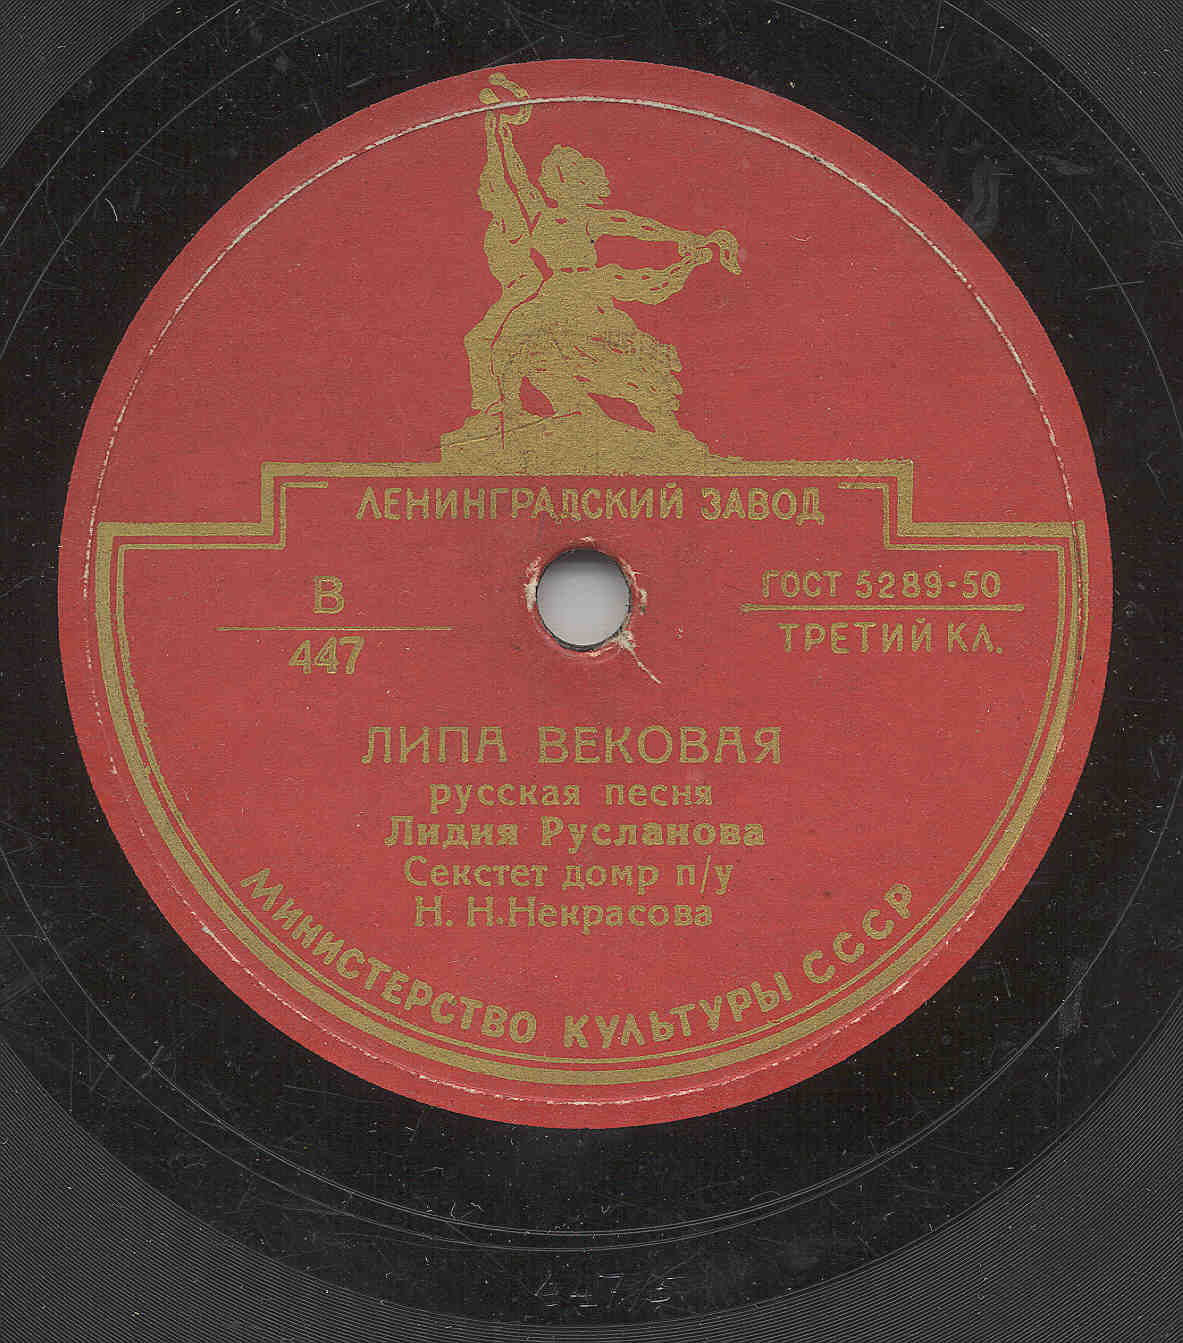 ЛЕНИНГРАДСКИЙ ЗАВОД
В
447
ГОСТ 5289-50
ТРЕТИЙ КЛ.
ЛИПА ВЕКОВАЯ
русская песня
Лидия Русланова
Секстет домр п/у
Н. Н. Некрасова
МИНИСТЕРСТВО КУЛЬТУРЫ СССР